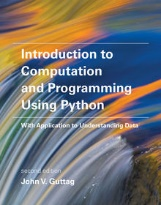 Introduction to
Computation
and Programming
Using Python
With Application to Understanding Data
second edition
John V. Guttag